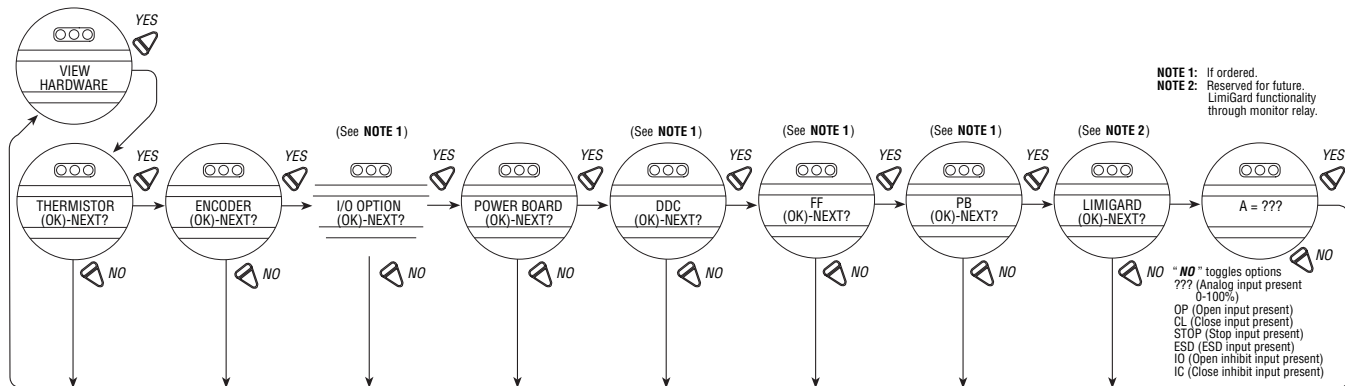 YES
VIEW
HARDWARE
NOTE 1: If ordered.
NOTE 2: Reserved for future.
LimiGard functionality
through monitor relay.
(See NOTE 1)
(See NOTE 1)
(See NOTE 1)
(See NOTE 1)
(See NOTE 2)
YES
YES
YES
YES
YES
YES
YES
YES
YES
THERMISTOR
(OK)-NEXT?
ENCODER
(OK)-NEXT?
I/O OPTION
(OK)-NEXT?
POWER BOARD
(OK)-NEXT?
DDC
(OK)-NEXT?
FF
(OK)-NEXT?
PB
(OK)-NEXT?
LIMIGARD
(OK)-NEXT?
A = ???
NO
NO
NO
NO
NO
NO
NO
NO
NO
"NO" toggles options
??? (Analog input present
0-100%)
OP (Open input present)
CL (Close input present)
STOP (Stop input present)
ESD (ESD input present)
IO (Open inhibit input present)
IC (Close inhibit input present)